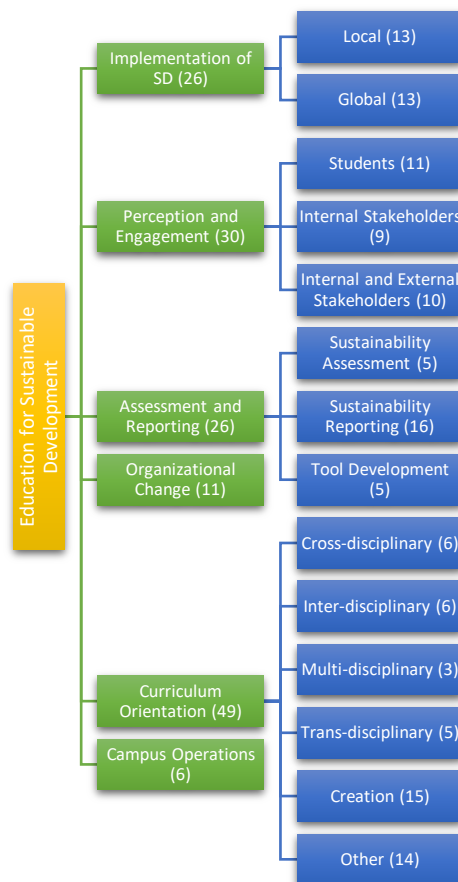 Education for Sustainable
Development
Implementation of
SD (26)
Local (13)
Global (13)
Perception and
Engagement (30)
Students (11)
Internal Stakeholders
(9)
Internal and External
Stakeholders (10)
Assessment and
Reporting (26)
Sustainability
Assessment (5)
Sustainability
Reporting (16)
Tool Development
(5)
Organizational
Change (11)
Curriculum
Orientation (49)
Cross-disciplinary (6)
Inter-disciplinary (6)
Multi-disciplinary (3)
Trans-disciplinary (5)
Creation (15)
Other (14)
Campus Operations
(6)